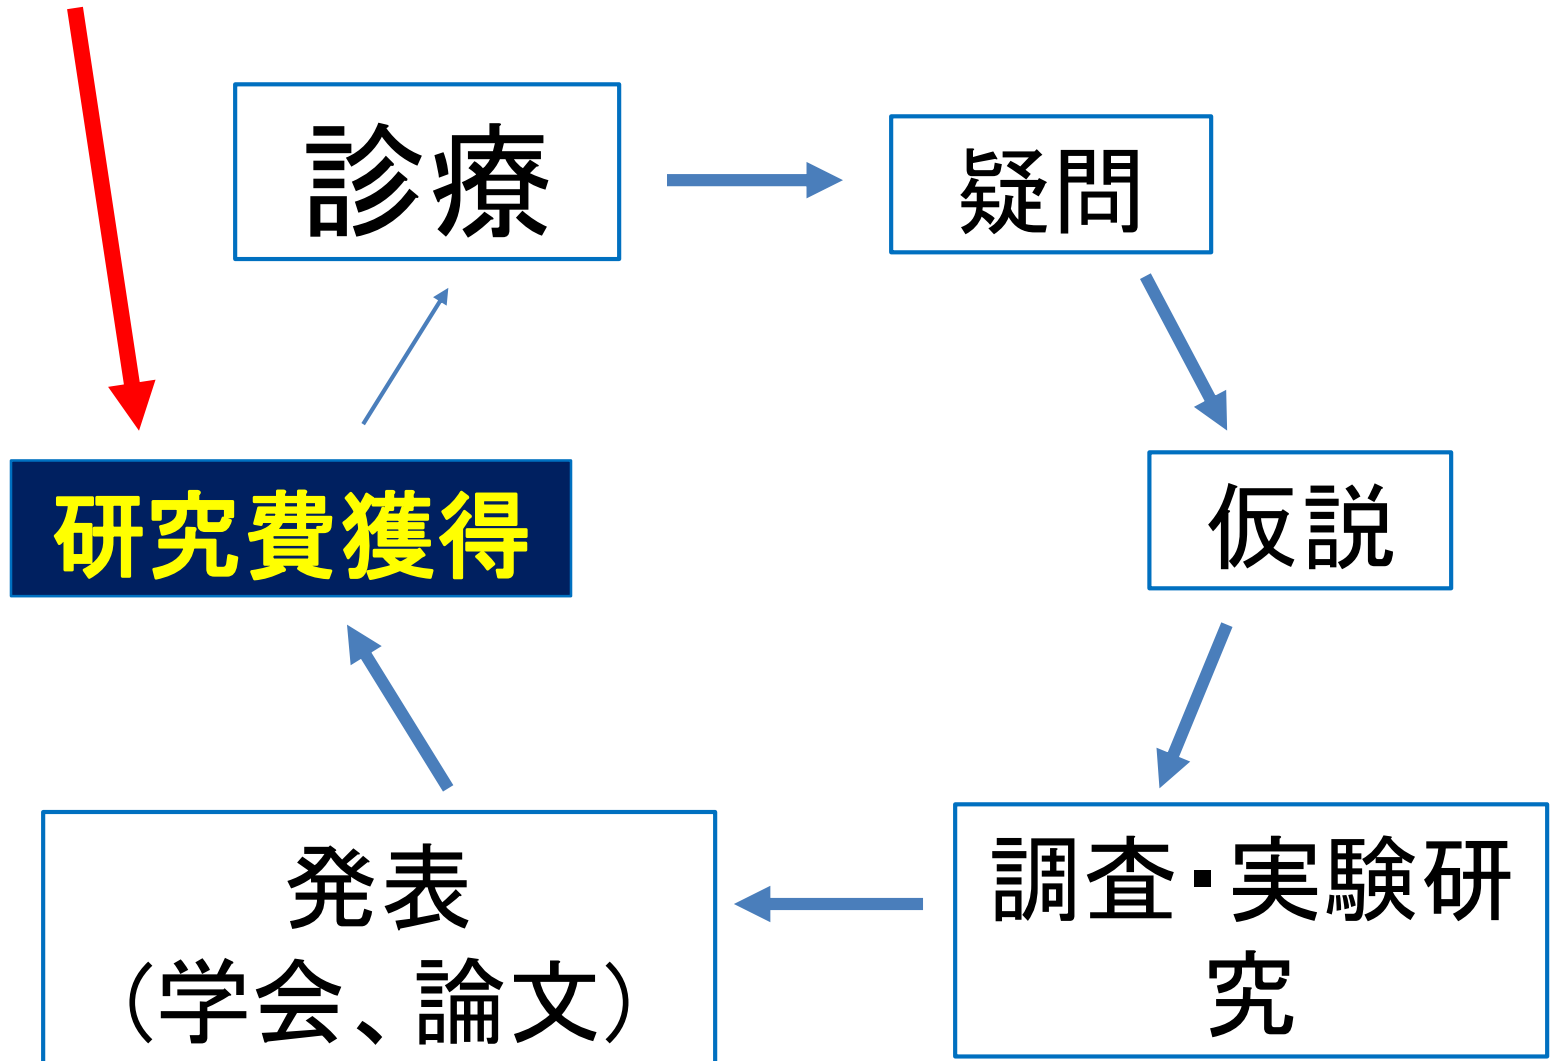 診療
疑問
仮説
調査・実験研
究
発表
（学会、論文）
研究費獲得